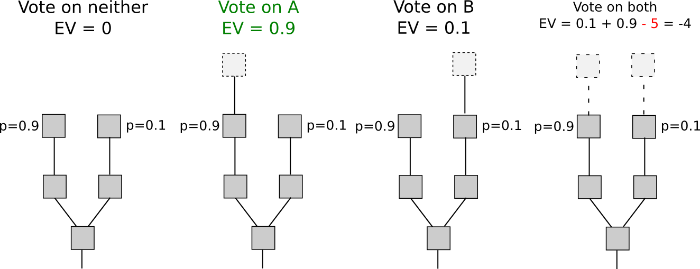 Vote on neither
EV = 0
Vote on A
EV = 0.9
Vote on B
EV = 0.1
Vote on both
EV = 0.1 + 0.9 - 5 = -4
p=0.9
p=0.1
p=0.9
p=0.1
p=0.9
p=0.1
p=0.9
p=0.1